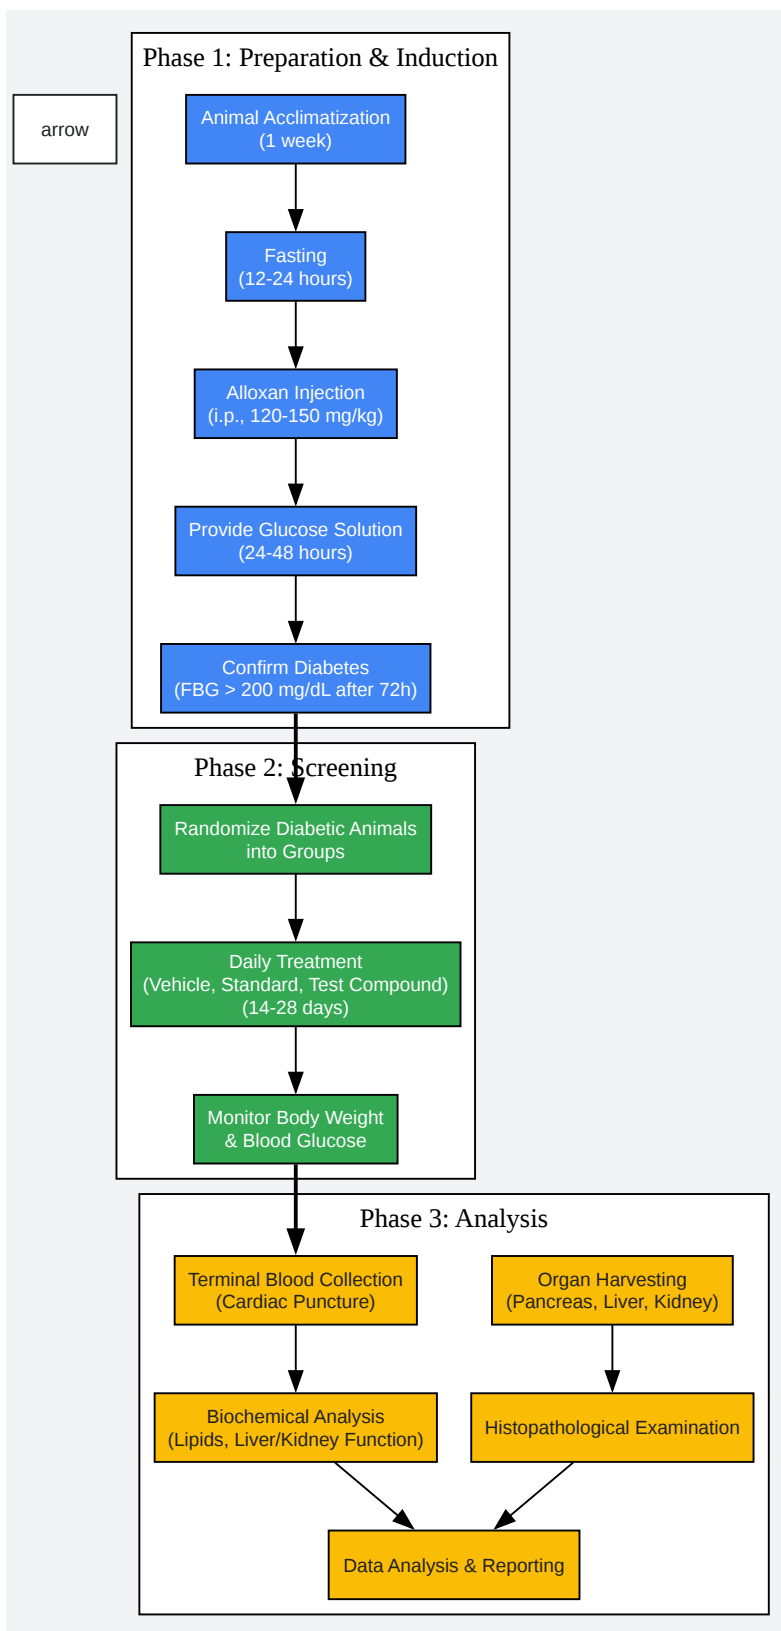 Phase 1: Preparation & Induction
arrow
Animal Acclimatization
(1 week)
Fasting
(12-24 hours)
Alloxan Injection
(i.p., 120-150 mg/kg)
Provide Glucose Solution
(24-48 hours)
Confirm Diabetes
(FBG > 200 mg/dL after 72h)
Phase 2: Screening
Randomize Diabetic Animals
into Groups
Daily Treatment
(Vehicle, Standard, Test Compound)
(14-28 days)
Monitor Body Weight
& Blood Glucose
Phase 3: Analysis
Terminal Blood Collection
(Cardiac Puncture)
Organ Harvesting
(Pancreas, Liver, Kidney)
Biochemical Analysis
(Lipids, Liver/Kidney Function)
Histopathological Examination
Data Analysis & Reporting